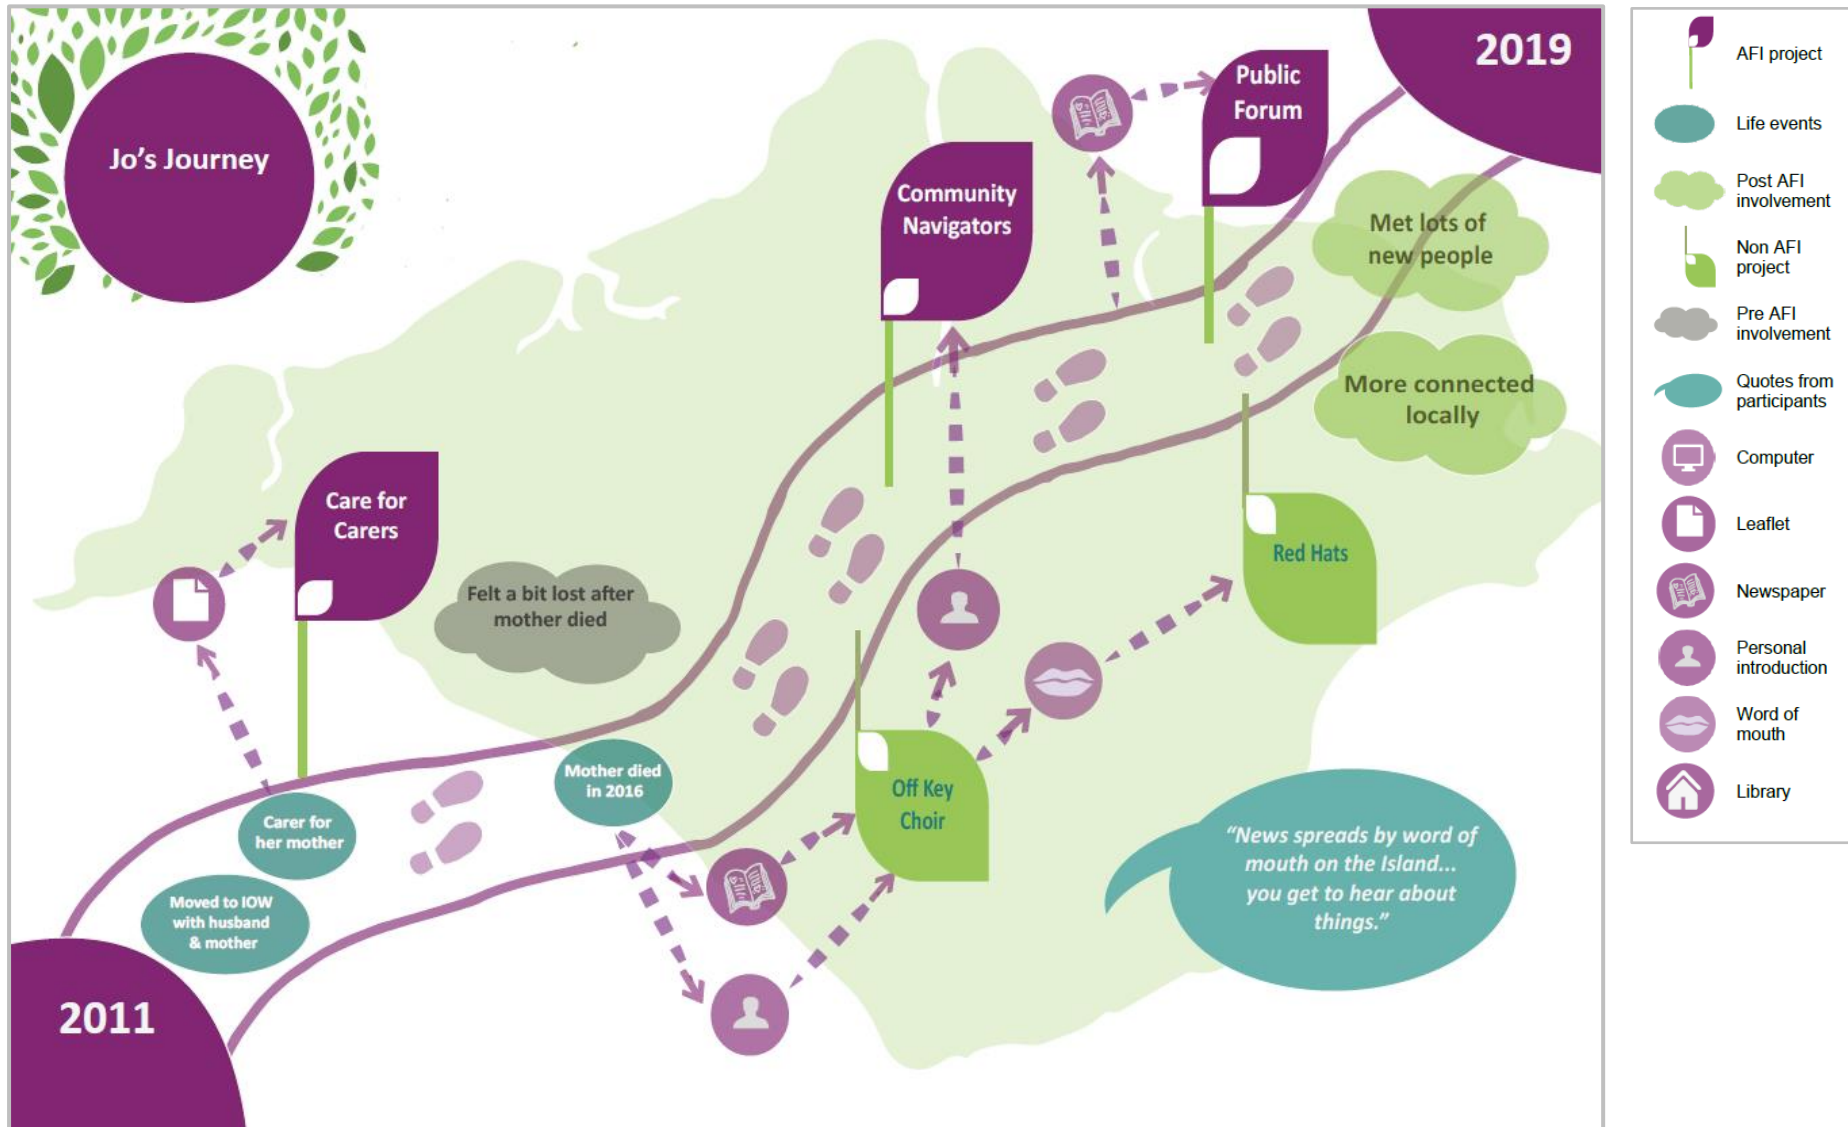 Jo's Journey
2019
Public
Forum
Community
Navigators
Met lots of
new people
More connected
locally
Care for
Carers
Felt a bit lost after
mother died
Red Hats
Mother died
in 2016
Off Key
Choir
Carer for
her mother
Moved to IOW
with husband
& mother
2011
“News spreads by word of
mouth on the Island...
you get to hear about
things.”
AFI project
Life events
Post AFI
involvement
Non AFI
project
Pre AFI
involvement
Quotes from
participants
Computer
Leaflet
Newspaper
Personal
introduction
Word of
mouth
Library